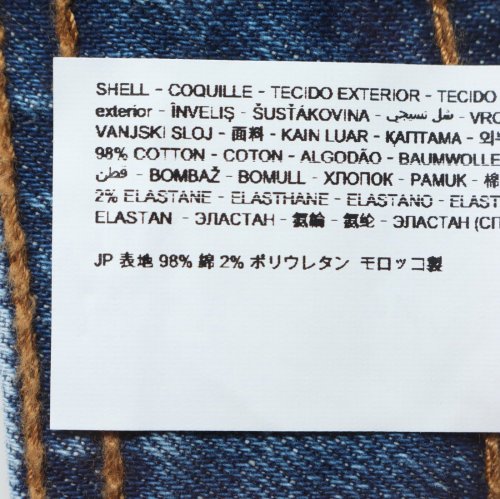 SHELL - COQUILLE - TECIDO EXTERIOR - TECIDO
exterior - ÎNVELIŞ - ŠUSŤÁKOVINA - شل نسيجي - VRC
VANJSKI SLOJ - 面料 - KAIN LUAR - ҚАПТАМА - 외
98% COTTON - COTON - ALGODÃO - BAUMWOLLE
قطن - BOMBAŽ - BOMULL - ХЛОПОК - PAMUK - 棉
2% ELASTANE - ELASTHANE - ELASTANO - ELAST
ELASTAN - ЭЛАСТАН - 氨綸 - 氨纶 - ЭЛАСТАН (СП
JP 表地 98% 綿 2% ポリウレタン モロッコ製